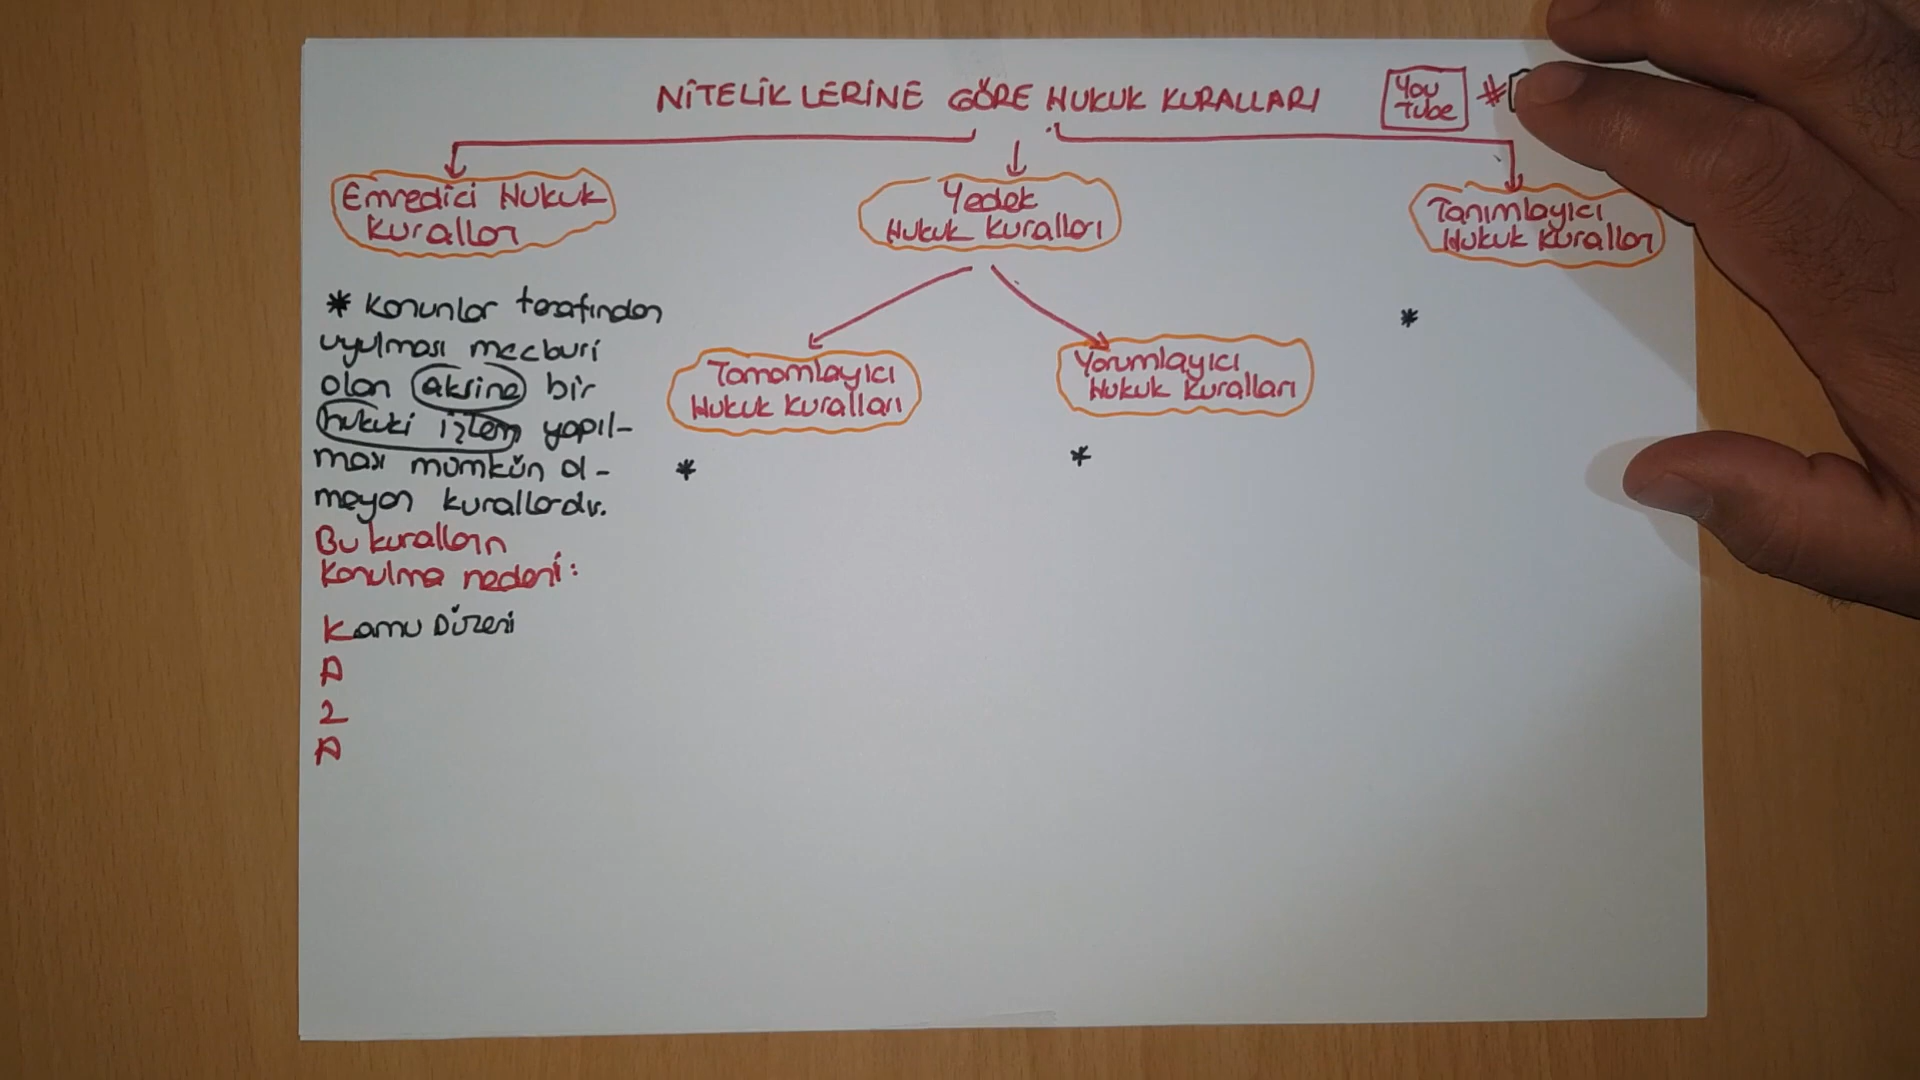 NİTELİKLERİNE GÖRE HUKUK KURALLARI
You
Tube
*
Emredici Hukuk
Kuralları
Yedek
Hukuk Kuralları
Tanımlayıcı
Hukuk Kuralları
* Kanunlar tarafından
uyulması mecburi
olan aksine bir
hukuki işlem yapıl-
ması mümkün ol-
mayan kurallardır.
Bu kuralların
Konulma nedeni:
Kamu Düzeni
A
2
A
Tamamlayıcı
Hukuk Kuralları
*
Yorumlayıcı
Hukuk Kuralları
*
*